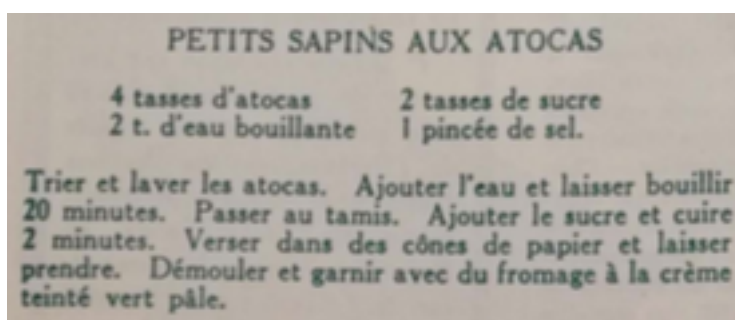 PETITS SAPINS AUX ATOCAS
4 tasses d'atocas 2 tasses de sucre
2 t. d'eau bouillante 1 pincée de sel.
Trier et laver les atocas. Ajouter l'eau et laisser bouillir
20 minutes. Passer au tamis. Ajouter le sucre et cuire
2 minutes. Verser dans des cônes de papier et laisser
prendre. Démouler et garnir avec du fromage à la crème
teinté vert pâle.